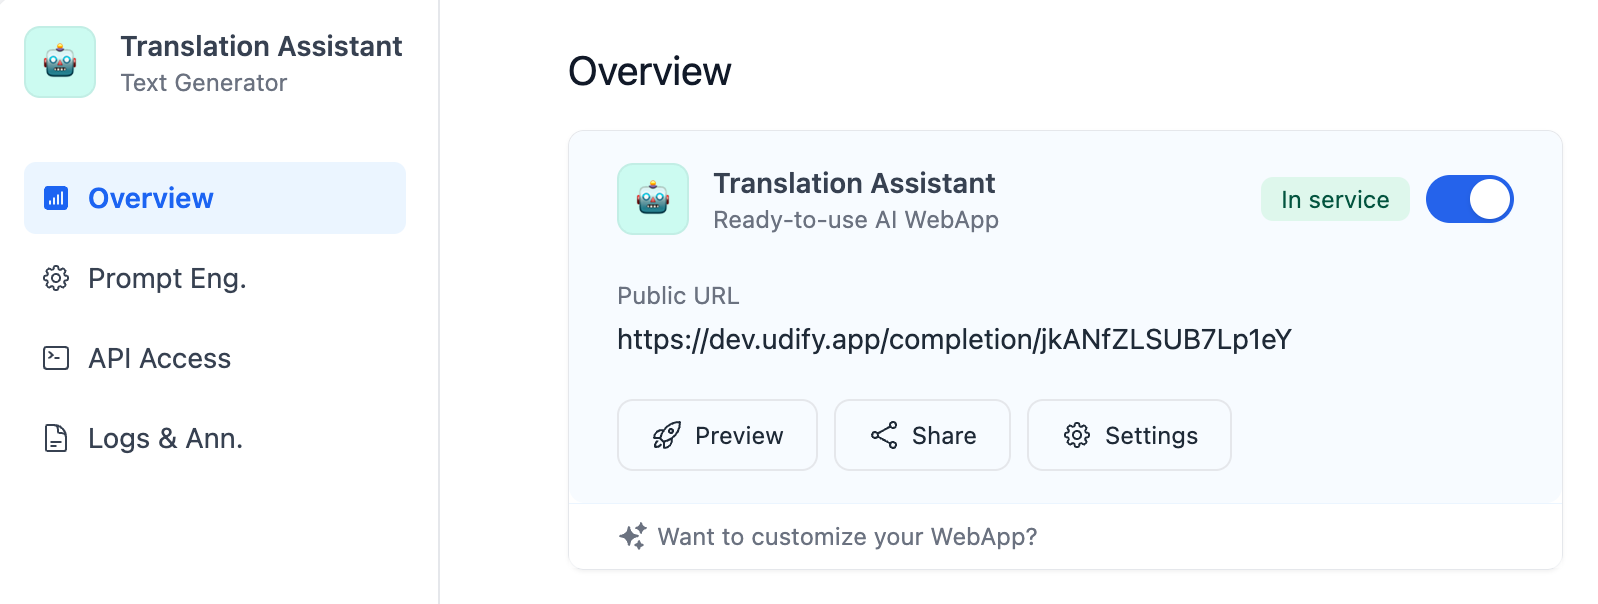 Translation Assistant
Text Generator
Overview
Prompt Eng.
API Access
Logs & Ann.
Overview
Translation Assistant
Ready-to-use AI WebApp
In service
Public URL
https://dev.udify.app/completion/jkANfZLSUB7Lp1eY
Preview
Share
Settings
Want to customize your WebApp?